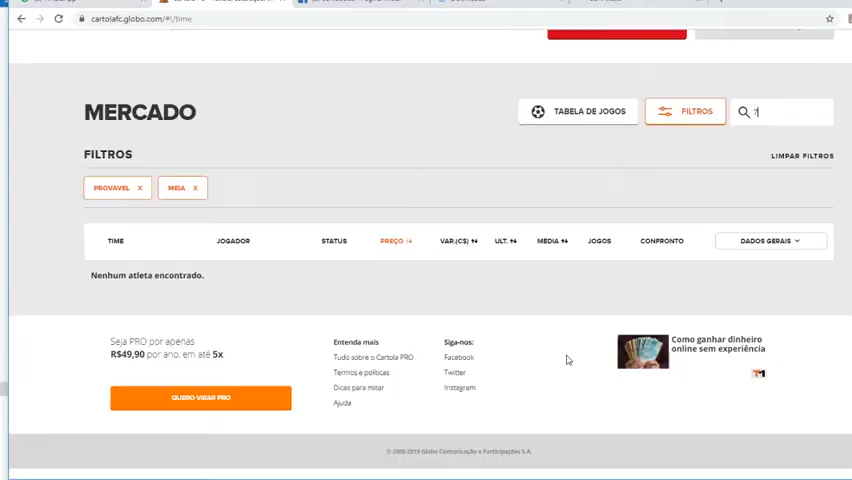 cartolafc.globo.com/#!/time
MERCADO
TABELA DE JOGOS
FILTROS
7
FILTROS
LIMPAR FILTROS
PROVÁVEL X
MEIA X
TIME JOGADOR STATUS PREÇO VAR.(C$) ULT. MÉDIA JOGOS CONFRONTO DADOS GERAIS
Nenhum atleta encontrado.
Seja PRO por apenas
R$49,90 por ano, em até 5x
QUERO VIRAR PRO
Entenda mais
Tudo sobre o Cartola PRO
Termos e políticas
Dicas para mitar
Ajuda
Siga-nos:
Facebook
Twitter
Instagram
Como ganhar dinheiro
online sem experiência
© 2000-2019 Globo Comunicação e Participações S.A.